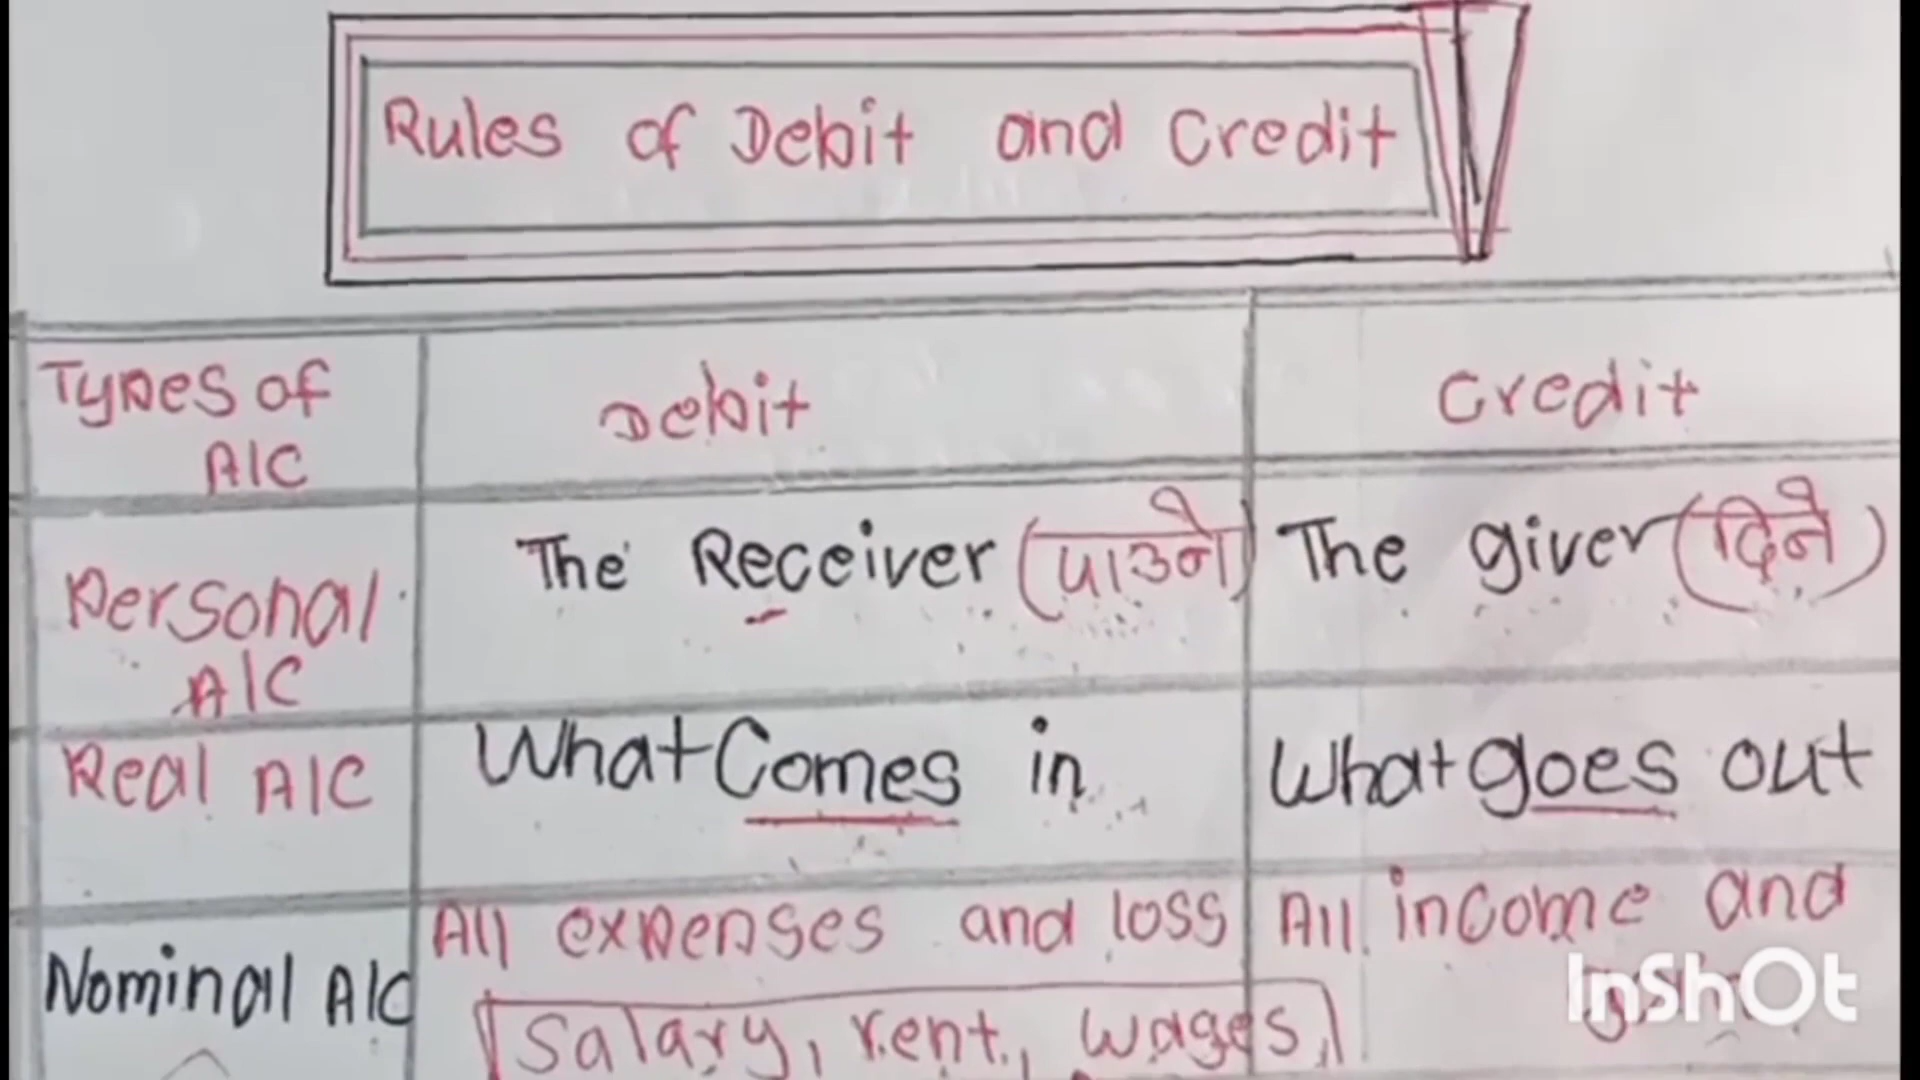 Rules of Debit and Credit
Types of A/C
Debit
Credit
Personal A/C
The Receiver (पाउने)
The giver (दिने)
Real A/C
What Comes in
What goes out
Nominal A/C
All expenses and loss
Salary, rent, wages,
All income and
InShOt